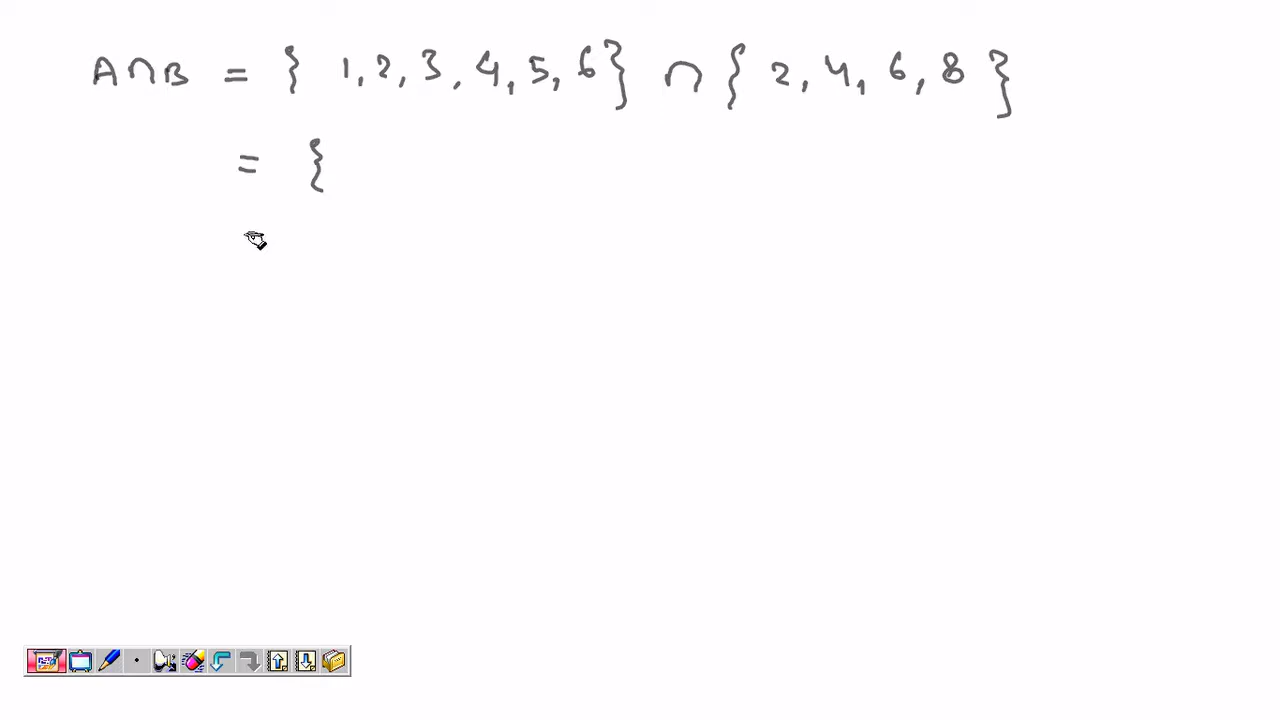 A∩B = { 1, 2, 3, 4, 5, 6 } ∩ { 2, 4, 6, 8 }
= {